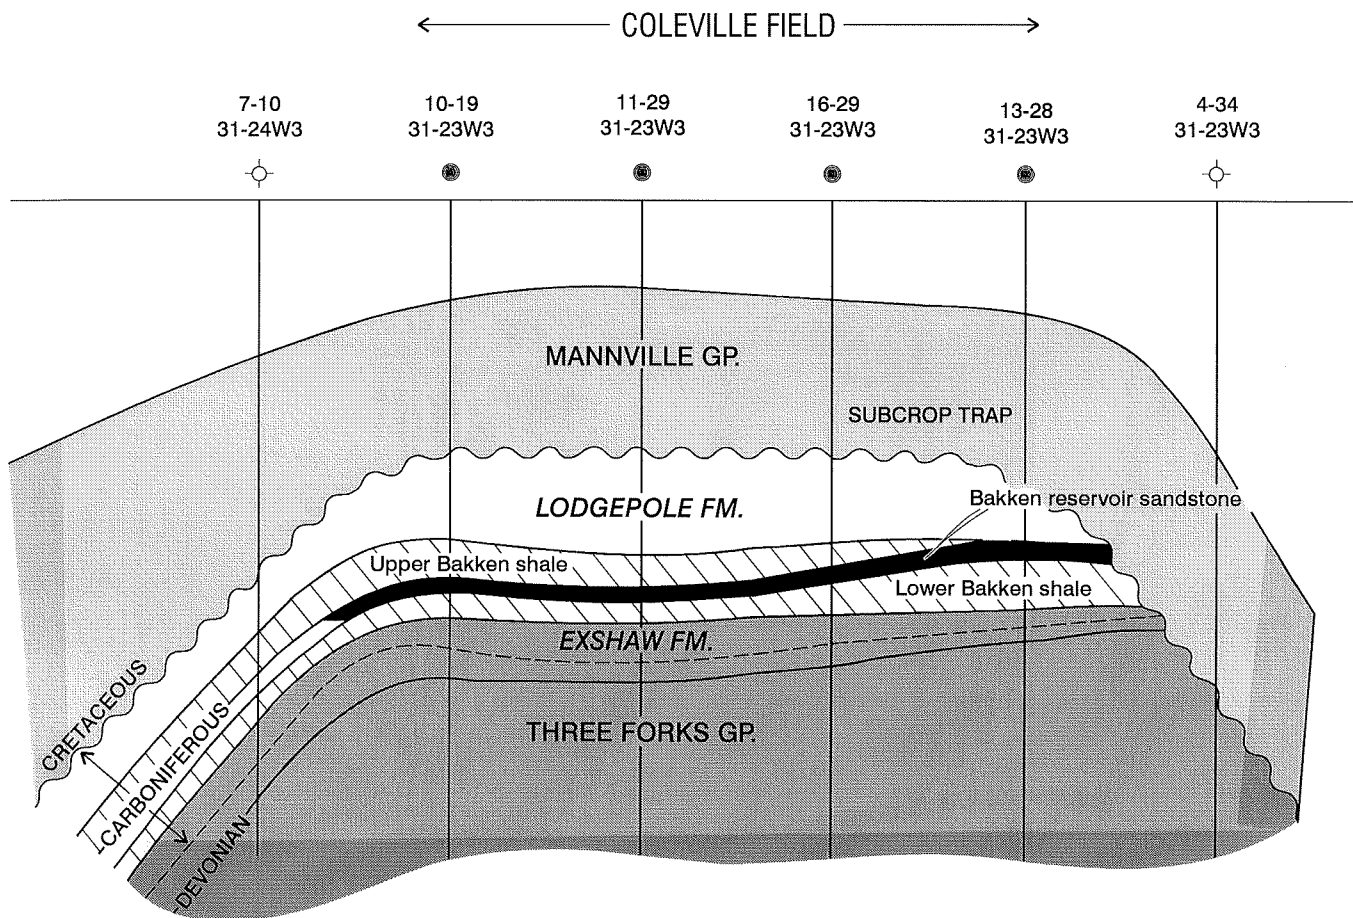 COLEVILLE FIELD
7-10
31-24W3
10-19
31-23W3
11-29
31-23W3
16-29
31-23W3
13-28
31-23W3
4-34
31-23W3
MANNVILLE GP.
SUBCROP TRAP
Bakken reservoir sandstone
LODGEPOLE FM.
Upper Bakken shale
Lower Bakken shale
EXSHAW FM.
THREE FORKS GP.
CRETACEOUS
CARBONIFEROUS
DEVONIAN